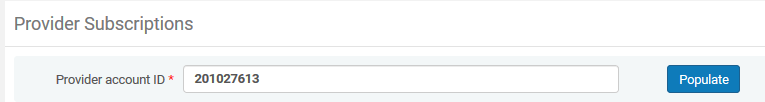 Provider Subscriptions
Provider account ID * 201027613 Populate